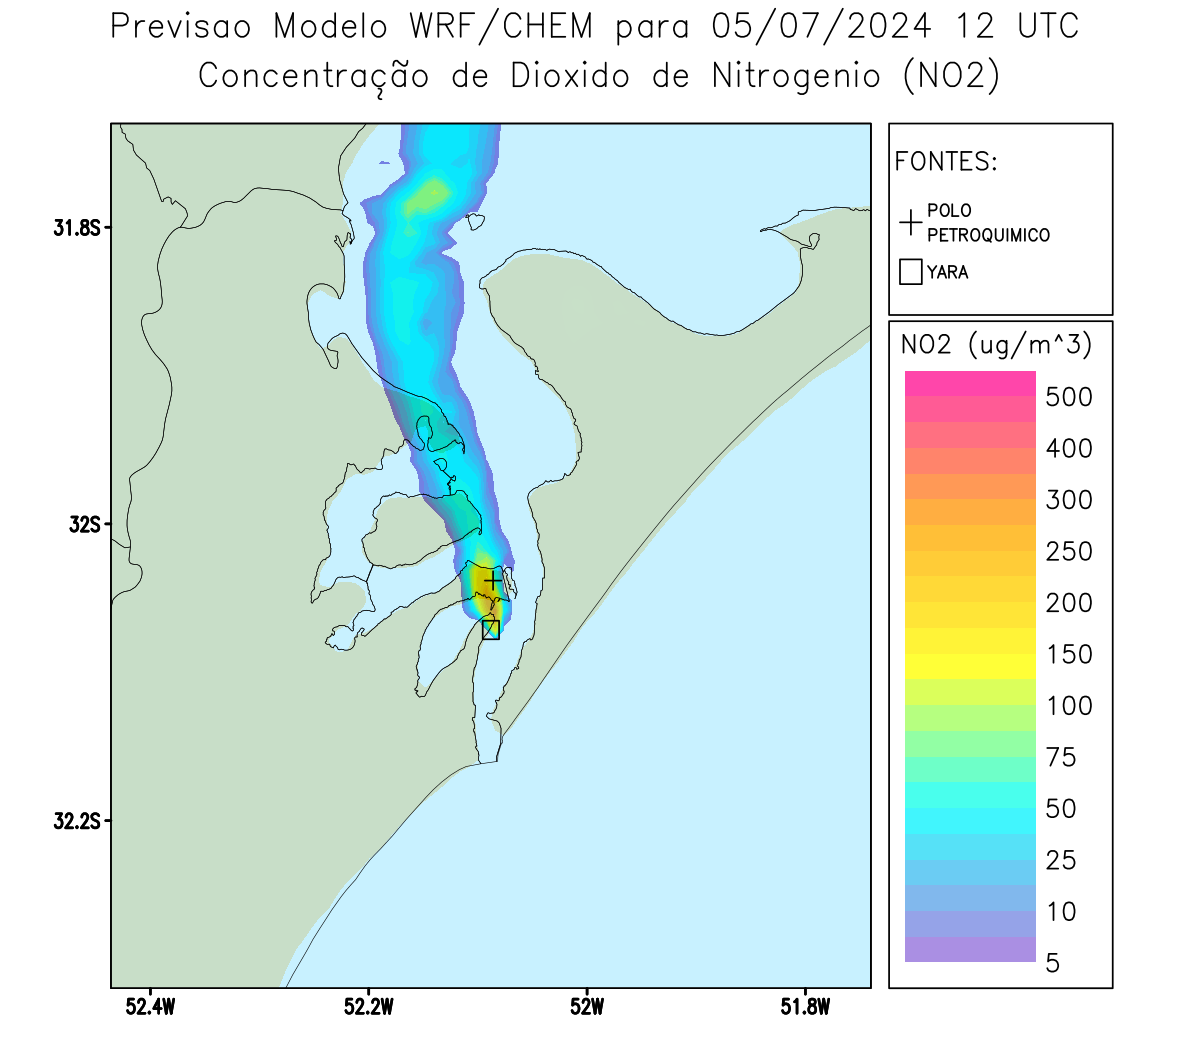 Previsao Modelo WRF/CHEM para 05/07/2024 12 UTC
Concentração de Dioxido de Nitrogenio (NO2)
FONTES:
POLO
PETROQUIMICO
YARA
NO2 (ug/m^3)
500
400
300
250
200
150
100
75
50
25
10
5
31.8S
32S
32.2S
52.4W
52.2W
52W
51.8W